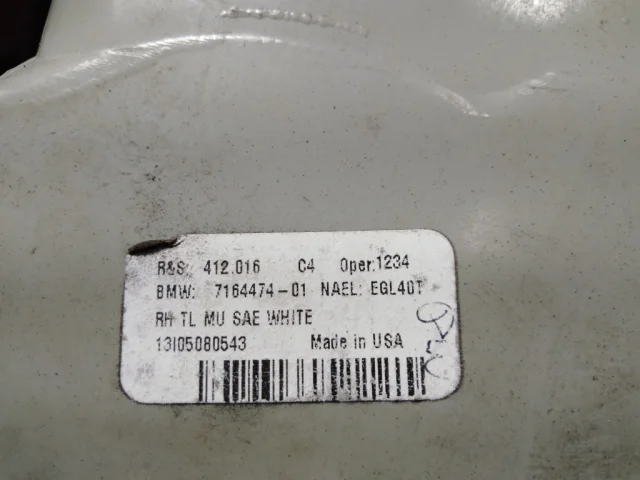 R&S: 412.016 C4 Oper:1234
BMW: 7164474-01 NAEL: EGL40T
RH TL MU SAE WHITE
13I05080543 Made in USA